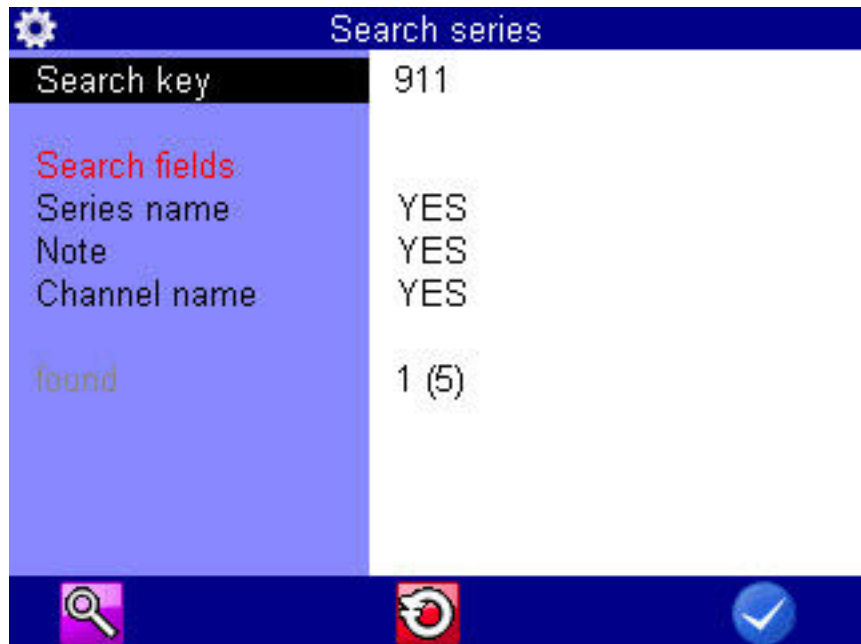 Search series
Search key 911
Search fields
Series name YES
Note YES
Channel name YES
found 1 (5)